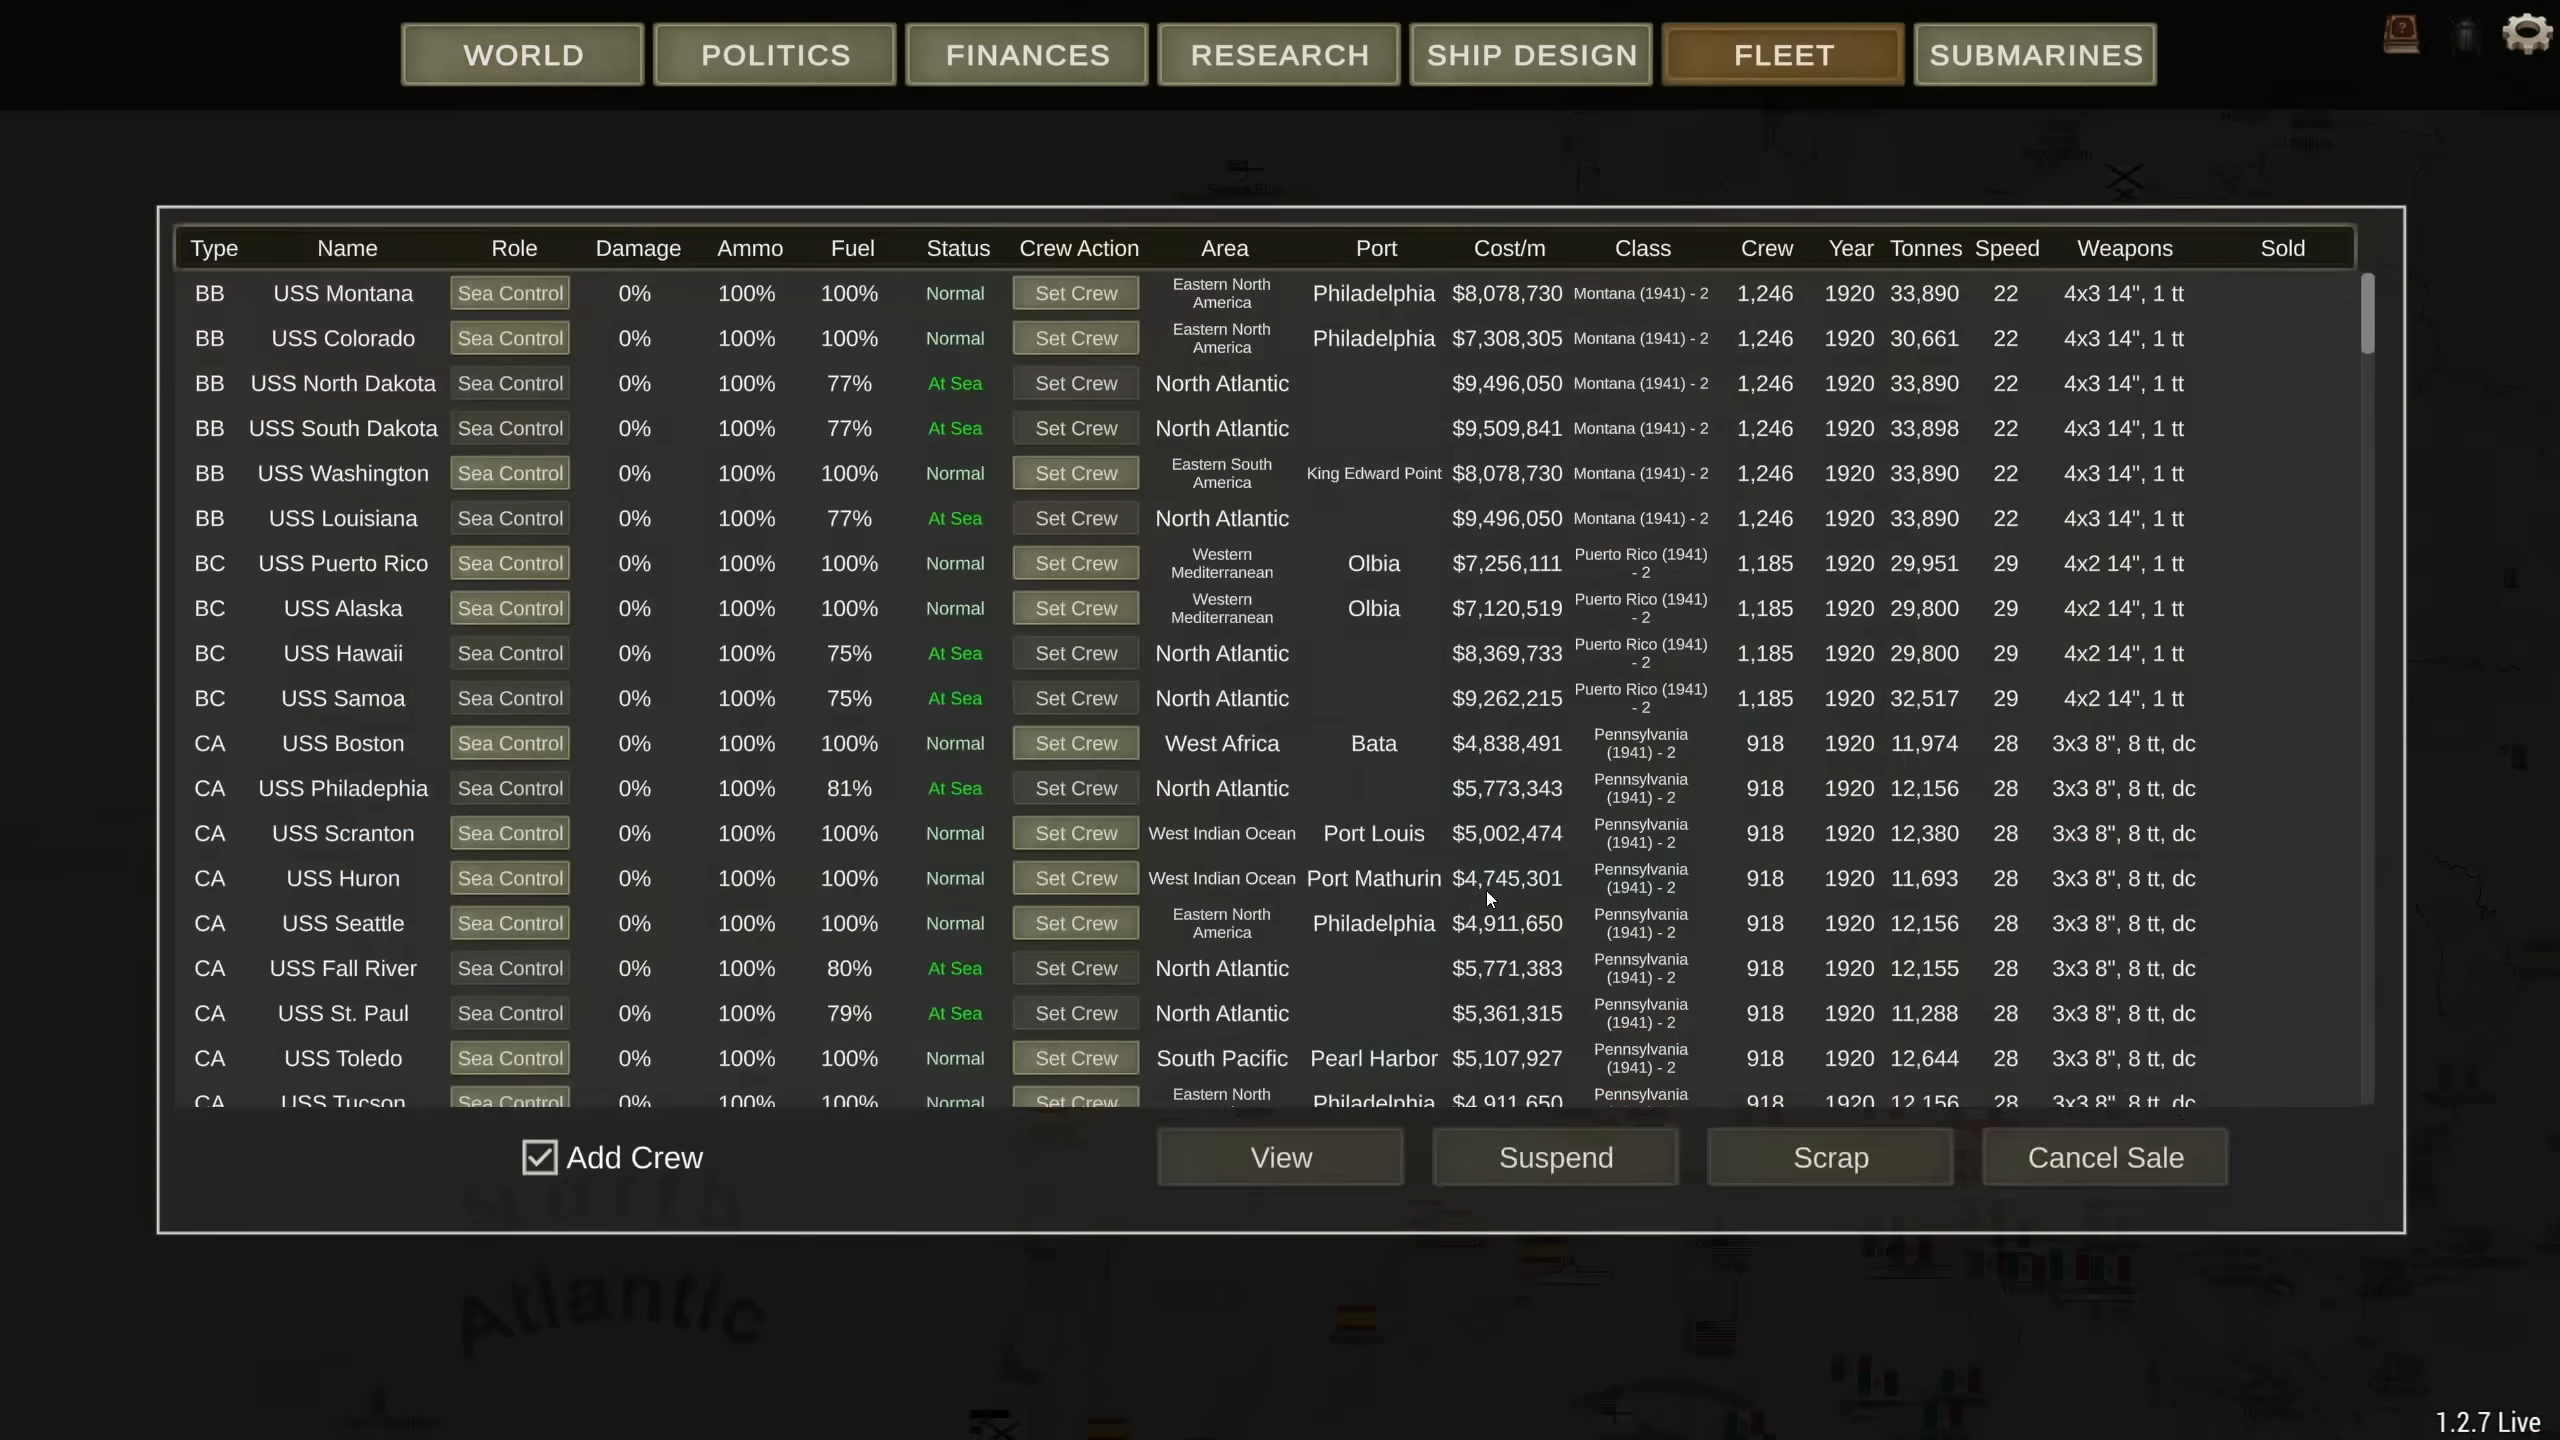 WORLD POLITICS FINANCES RESEARCH SHIP DESIGN FLEET SUBMARINES
Type Name Role Damage Ammo Fuel Status Crew Action Area Port Cost/m Class Crew Year Tonnes Speed Weapons Sold
BB USS Montana Sea Control 0% 100% 100% Normal Set Crew Eastern North America Philadelphia $8,078,730 Montana (1941) - 2 1,246 1920 33,890 22 4x3 14", 1 tt
BB USS Colorado Sea Control 0% 100% 100% Normal Set Crew Eastern North America Philadelphia $7,308,305 Montana (1941) - 2 1,246 1920 30,661 22 4x3 14", 1 tt
BB USS North Dakota Sea Control 0% 100% 77% At Sea Set Crew North Atlantic $9,496,050 Montana (1941) - 2 1,246 1920 33,890 22 4x3 14", 1 tt
BB USS South Dakota Sea Control 0% 100% 77% At Sea Set Crew North Atlantic $9,509,841 Montana (1941) - 2 1,246 1920 33,898 22 4x3 14", 1 tt
BB USS Washington Sea Control 0% 100% 100% Normal Set Crew Eastern South America King Edward Point $8,078,730 Montana (1941) - 2 1,246 1920 33,890 22 4x3 14", 1 tt
BB USS Louisiana Sea Control 0% 100% 77% At Sea Set Crew North Atlantic $9,496,050 Montana (1941) - 2 1,246 1920 33,890 22 4x3 14", 1 tt
BC USS Puerto Rico Sea Control 0% 100% 100% Normal Set Crew Western Mediterranean Olbia $7,256,111 Puerto Rico (1941) - 2 1,185 1920 29,951 29 4x2 14", 1 tt
BC USS Alaska Sea Control 0% 100% 100% Normal Set Crew Western Mediterranean Olbia $7,120,519 Puerto Rico (1941) - 2 1,185 1920 29,800 29 4x2 14", 1 tt
BC USS Hawaii Sea Control 0% 100% 75% At Sea Set Crew North Atlantic $8,369,733 Puerto Rico (1941) - 2 1,185 1920 29,800 29 4x2 14", 1 tt
BC USS Samoa Sea Control 0% 100% 75% At Sea Set Crew North Atlantic $9,262,215 Puerto Rico (1941) - 2 1,185 1920 32,517 29 4x2 14", 1 tt
CA USS Boston Sea Control 0% 100% 100% Normal Set Crew West Africa Bata $4,838,491 Pennsylvania (1941) - 2 918 1920 11,974 28 3x3 8", 8 tt, dc
CA USS Philadephia Sea Control 0% 100% 81% At Sea Set Crew North Atlantic $5,773,343 Pennsylvania (1941) - 2 918 1920 12,156 28 3x3 8", 8 tt, dc
CA USS Scranton Sea Control 0% 100% 100% Normal Set Crew West Indian Ocean Port Louis $5,002,474 Pennsylvania (1941) - 2 918 1920 12,380 28 3x3 8", 8 tt, dc
CA USS Huron Sea Control 0% 100% 100% Normal Set Crew West Indian Ocean Port Mathurin $4,745,301 Pennsylvania (1941) - 2 918 1920 11,693 28 3x3 8", 8 tt, dc
CA USS Seattle Sea Control 0% 100% 100% Normal Set Crew Eastern North America Philadelphia $4,911,650 Pennsylvania (1941) - 2 918 1920 12,156 28 3x3 8", 8 tt, dc
CA USS Fall River Sea Control 0% 100% 80% At Sea Set Crew North Atlantic $5,771,383 Pennsylvania (1941) - 2 918 1920 12,155 28 3x3 8", 8 tt, dc
CA USS St. Paul Sea Control 0% 100% 79% At Sea Set Crew North Atlantic $5,361,315 Pennsylvania (1941) - 2 918 1920 11,288 28 3x3 8", 8 tt, dc
CA USS Toledo Sea Control 0% 100% 100% Normal Set Crew South Pacific Pearl Harbor $5,107,927 Pennsylvania (1941) - 2 918 1920 12,644 28 3x3 8", 8 tt, dc
CA USS Tucson Sea Control 0% 100% 100% Normal Set Crew Eastern North Philadelphia $4,911,650 Pennsylvania 918 1920 12,156 28 3x3 8", 8 tt, dc
Add Crew View Suspend Scrap Cancel Sale
North
Atlantic
1.2.7 Live